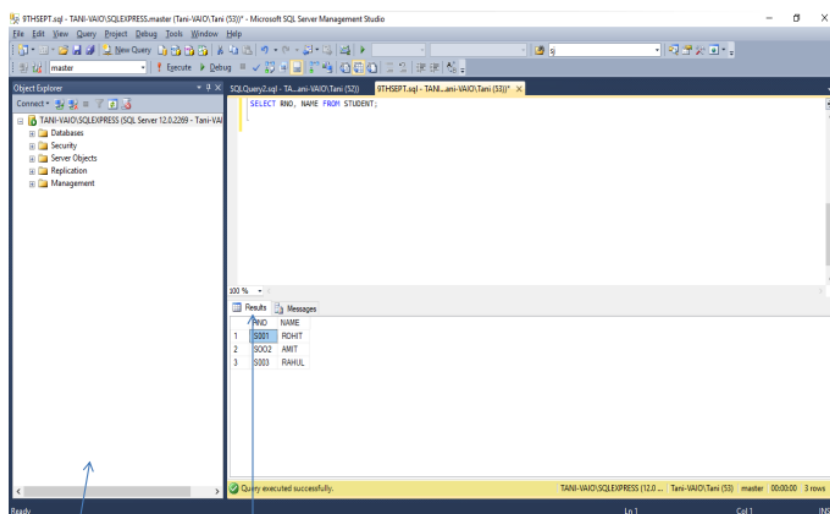 9THSEPT.sql - TANI-VAIO\SQLEXPRESS.master (Tani-VAIO\Tani (53))* - Microsoft SQL Server Management Studio
File Edit View Query Project Debug Tools Window Help
New Query
sj
master Execute Debug
Object Explorer
SQLQuery2.sql - TA...ani-VAIO\Tani (52))
9THSEPT.sql - TANI...ani-VAIO\Tani (53))*
Connect
TANI-VAIO\SQLEXPRESS (SQL Server 12.0.2269 - Tani-VAI
Databases
Security
Server Objects
Replication
Management
SELECT RNO, NAME FROM STUDENT;
100 %
Results Messages
RNO NAME
1 S001 ROHIT
2 SOO2 AMIT
3 S003 RAHUL
Query executed successfully.
TANI-VAIO\SQLEXPRESS (12.0 ... Tani-VAIO\Tani (53) master 00:00:00 3 rows
Ready Ln 1 Col 1 INS